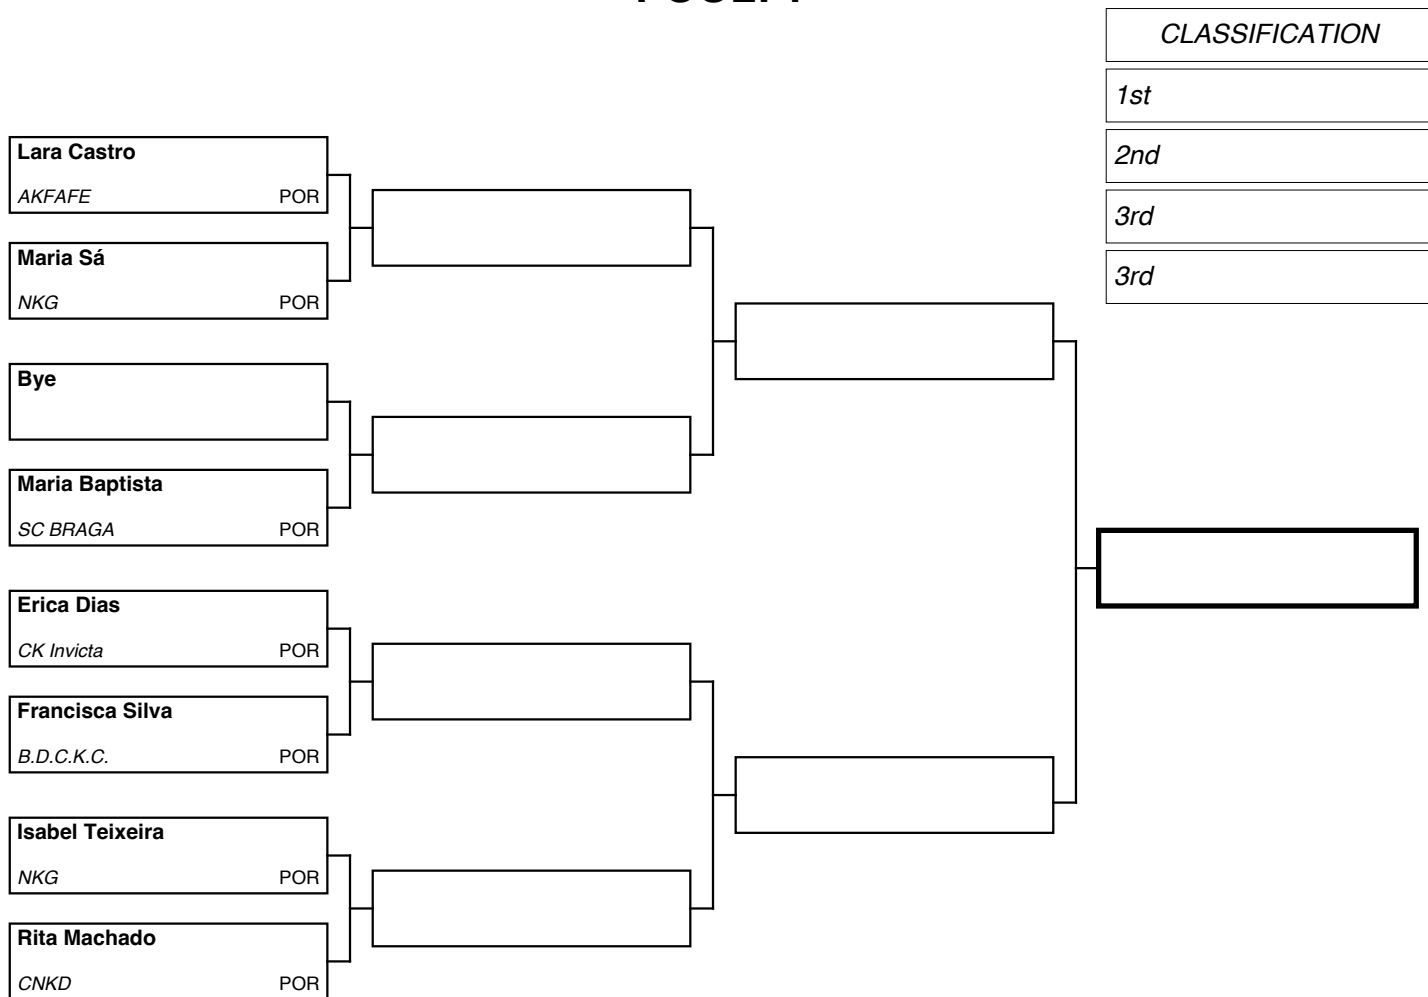 CLASSIFICATION
1st
2nd
3rd
3rd
Lara Castro
AKFAFE POR
Maria Sá
NKG POR
Bye
Maria Baptista
SC BRAGA POR
Erica Dias
CK Invicta POR
Francisca Silva
B.D.C.K.C. POR
Isabel Teixeira
NKG POR
Rita Machado
CNKD POR